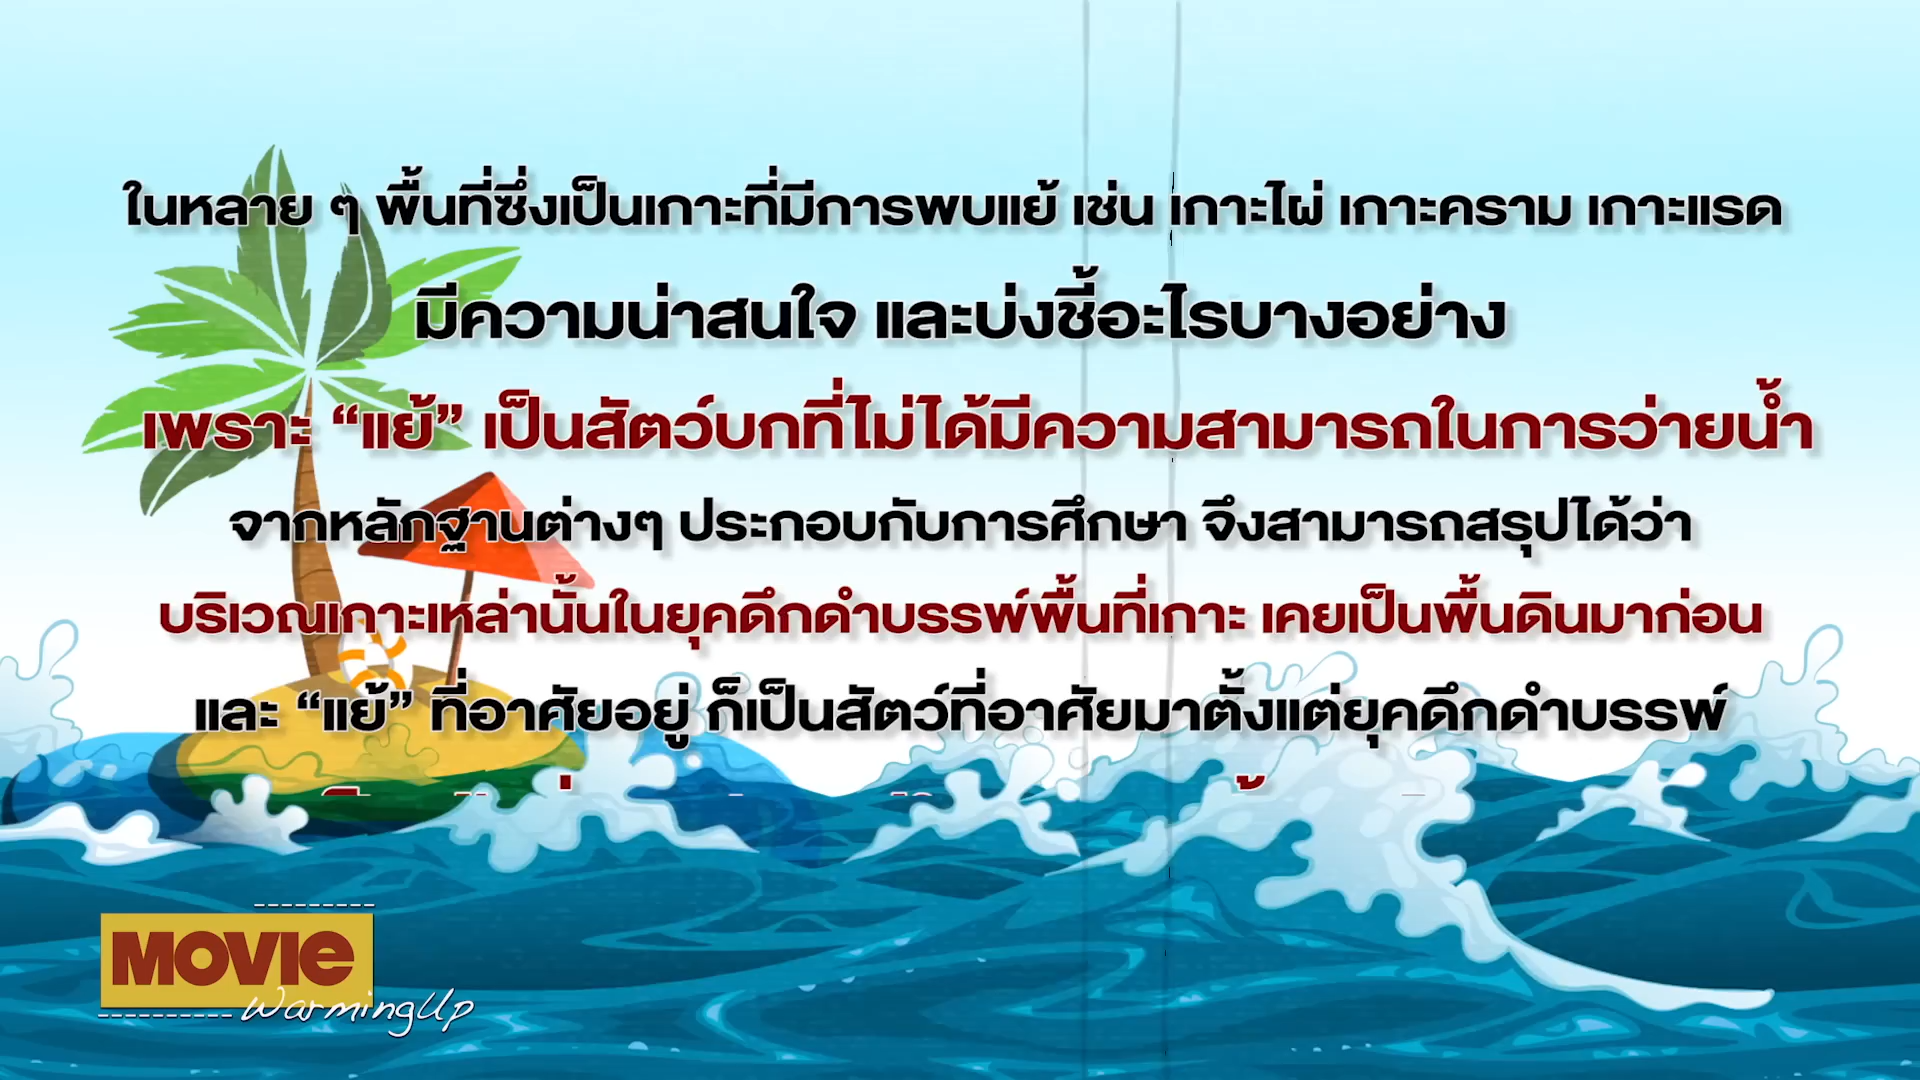 ในหลาย ๆ พื้นที่ซึ่งเป็นเกาะที่มีการพบแย้ เช่น เกาะไผ่ เกาะคราม เกาะแรด
มีความน่าสนใจ และบ่งชี้อะไรบางอย่าง
เพราะ “แย้” เป็นสัตว์บกที่ไม่ได้มีความสามารถในการว่ายน้ำ
จากหลักฐานต่างๆ ประกอบกับการศึกษา จึงสามารถสรุปได้ว่า
บริเวณเกาะเหล่านั้นในยุคดึกดำบรรพ์พื้นที่เกาะ เคยเป็นพื้นดินมาก่อน
และ “แย้” ที่อาศัยอยู่ ก็เป็นสัตว์ที่อาศัยมาตั้งแต่ยุคดึกดำบรรพ์
MOVIE
WarmingUp